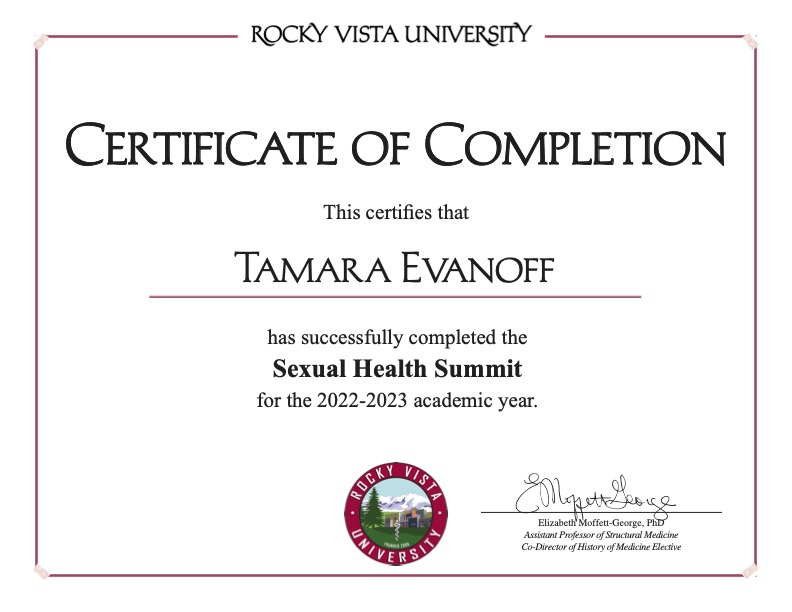 ROCKY VISTA UNIVERSITY
CERTIFICATE OF COMPLETION
This certifies that
TAMARA EVANOFF
has successfully completed the
Sexual Health Summit
for the 2022-2023 academic year.
ROCKY VISTA
UNIVERSITY
FOUNDED 2006
EMoffettGeorge
Elizabeth Moffett-George, PhD
Assistant Professor of Structural Medicine
Co-Director of History of Medicine Elective